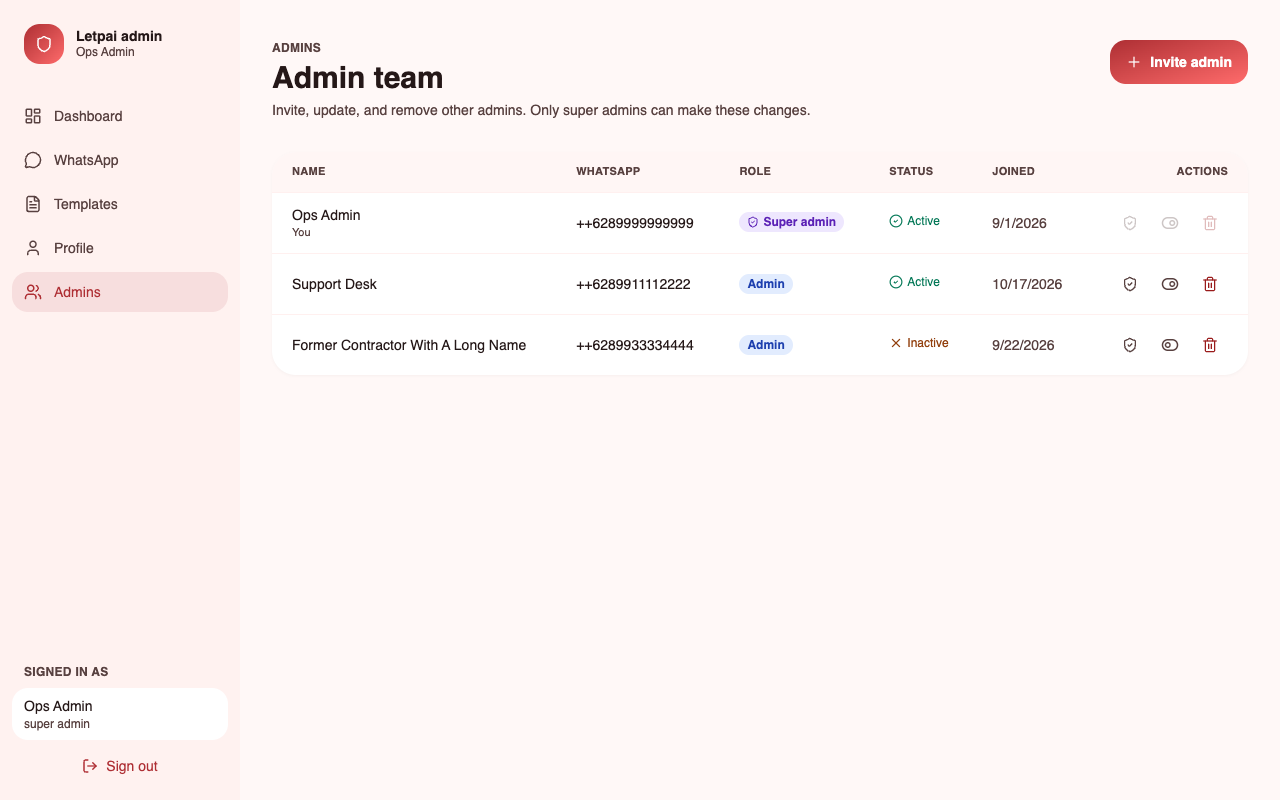 Letpai admin
Ops Admin
Dashboard
WhatsApp
Templates
Profile
Admins
SIGNED IN AS
Ops Admin
super admin
Sign out
ADMINS
Admin team
Invite, update, and remove other admins. Only super admins can make these changes.
Invite admin
NAME WHATSAPP ROLE STATUS JOINED ACTIONS
Ops Admin ++6289999999999 Super admin Active 9/1/2026
You
Support Desk ++6289911112222 Admin Active 10/17/2026
Former Contractor With A Long Name ++6289933334444 Admin Inactive 9/22/2026